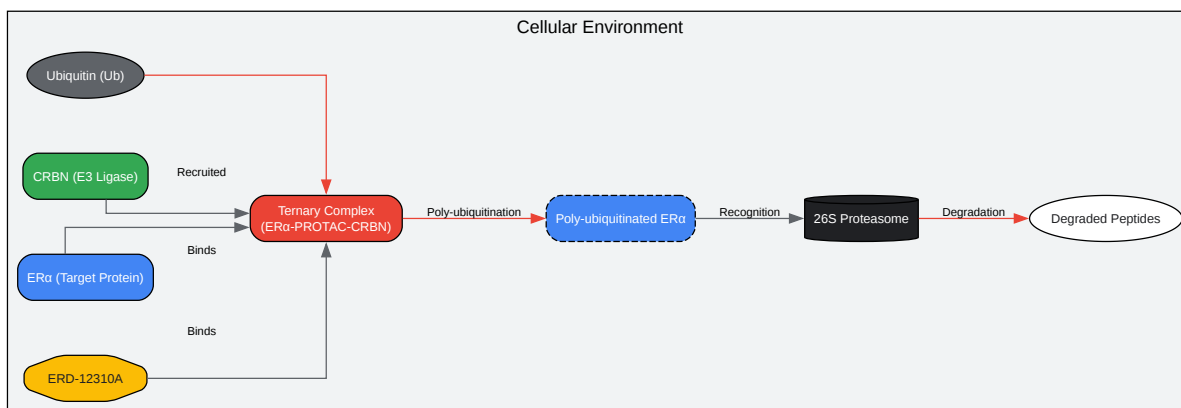 Cellular Environment
Ubiquitin (Ub)
CRBN (E3 Ligase)
Recruited
Ternary Complex
(ERα-PROTAC-CRBN)
Poly-ubiquitination
Poly-ubiquitinated ERα
Recognition
26S Proteasome
Degradation
Degraded Peptides
Binds
ERα (Target Protein)
Binds
ERD-12310A